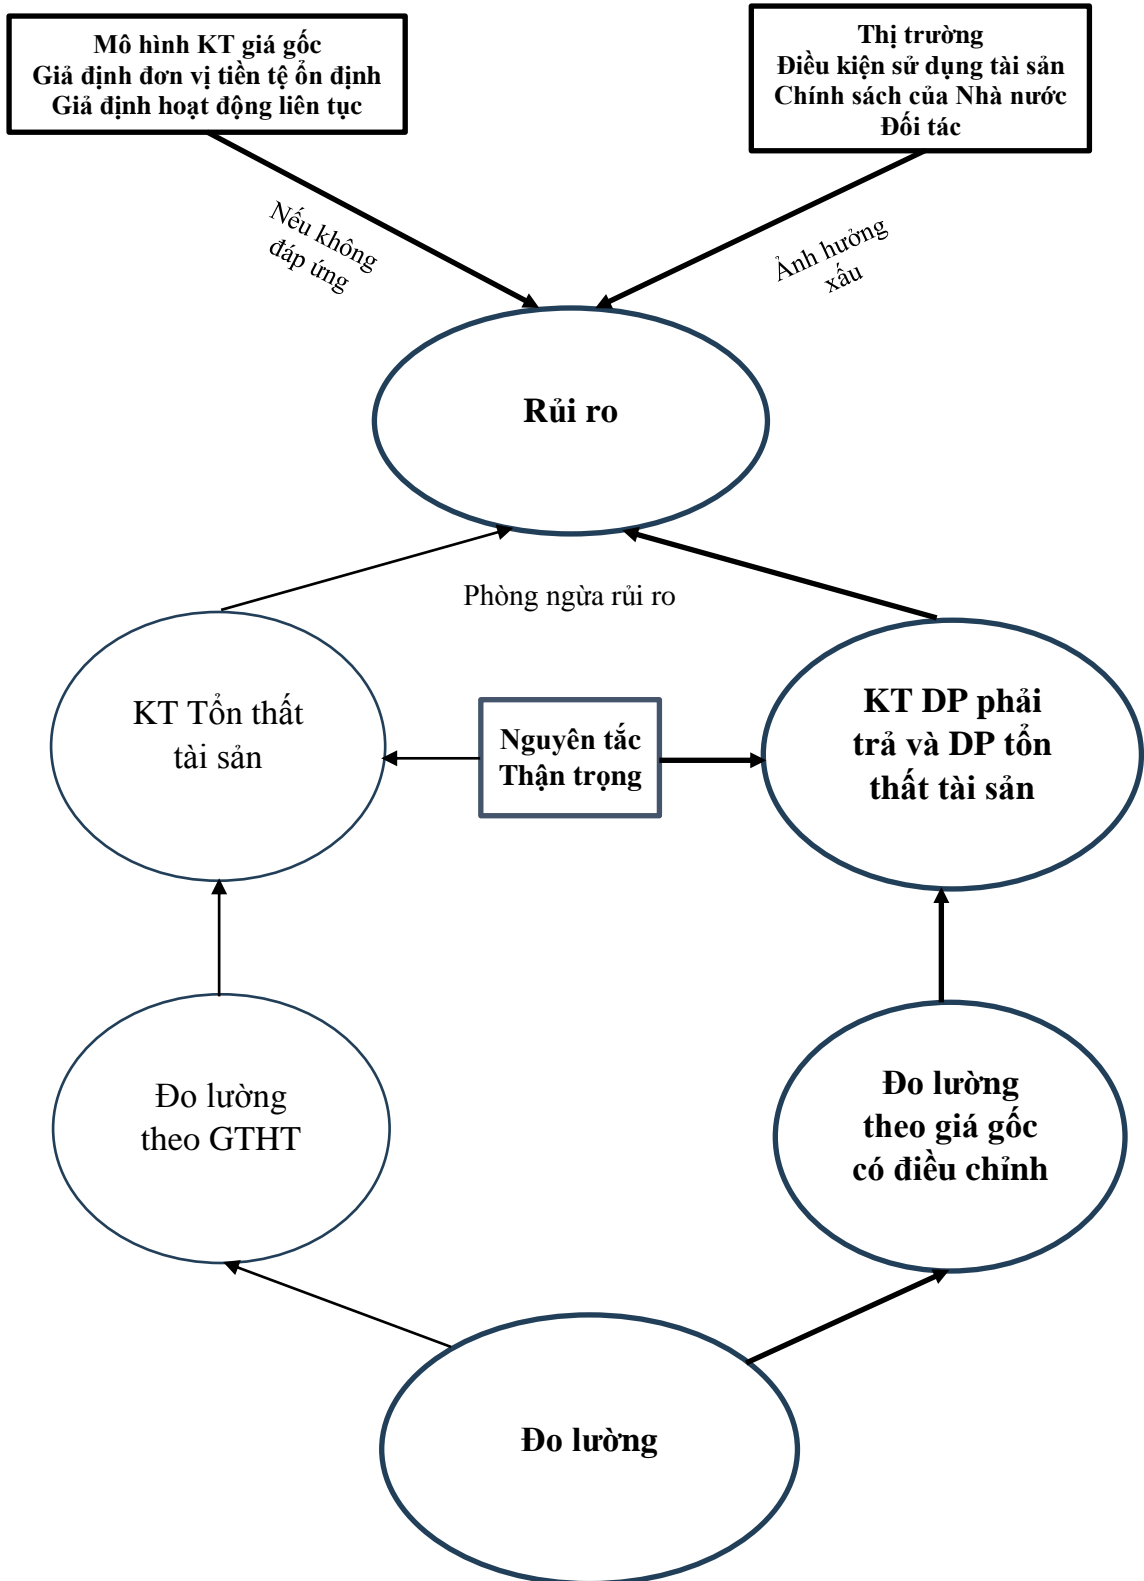 Mô hình KT giá gốc
Giả định đơn vị tiền tệ ổn định
Giả định hoạt động liên tục
Thị trường
Điều kiện sử dụng tài sản
Chính sách của Nhà nước
Đối tác
Nếu không
đáp ứng
Ảnh hưởng
xấu
Rủi ro
Phòng ngừa rủi ro
KT Tổn thất
tài sản
Nguyên tắc
Thận trọng
KT DP phải
trả và DP tổn
thất tài sản
Đo lường
theo GTHT
Đo lường
theo giá gốc
có điều chỉnh
Đo lường